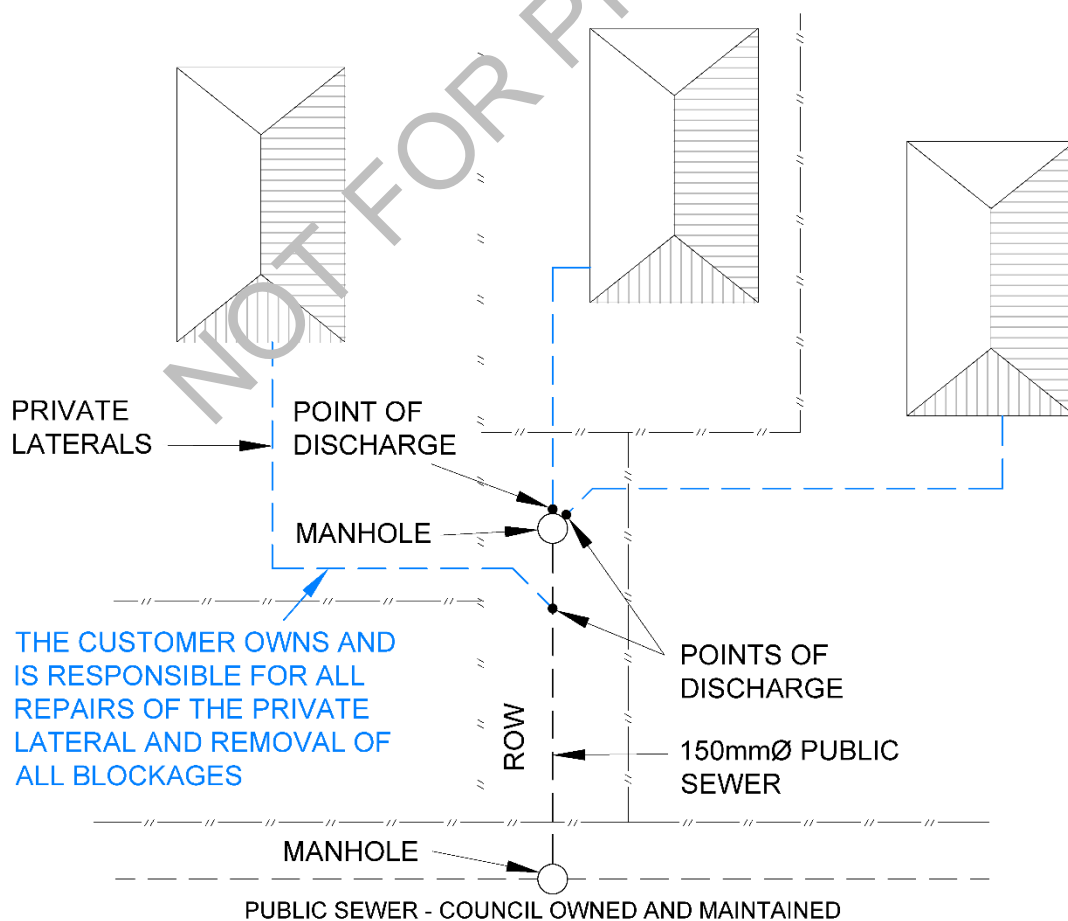 NOT FOR PR
PRIVATE
LATERALS
POINT OF
DISCHARGE
MANHOLE
THE CUSTOMER OWNS AND
IS RESPONSIBLE FOR ALL
REPAIRS OF THE PRIVATE
LATERAL AND REMOVAL OF
ALL BLOCKAGES
POINTS OF
DISCHARGE
ROW
150mmØ PUBLIC
SEWER
MANHOLE
PUBLIC SEWER - COUNCIL OWNED AND MAINTAINED